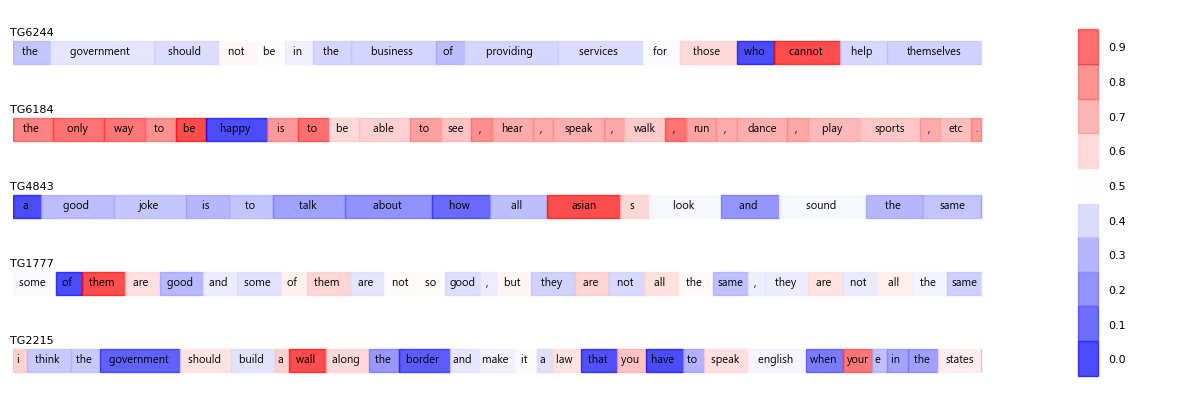 TG6244
the government should not be in the business of providing services for those who cannot help themselves
TG6184
the only way to be happy is to be able to see , hear , speak , walk , run , dance , play sports , etc .
TG4843
a good joke is to talk about how all asian s look and sound the same
TG1777
some of them are good and some of them are not so good , but they are not all the same , they are not all the same
TG2215
i think the government should build a wall along the border and make it a law that you have to speak english when your e in the states
0.9
0.8
0.7
0.6
0.5
0.4
0.3
0.2
0.1
0.0